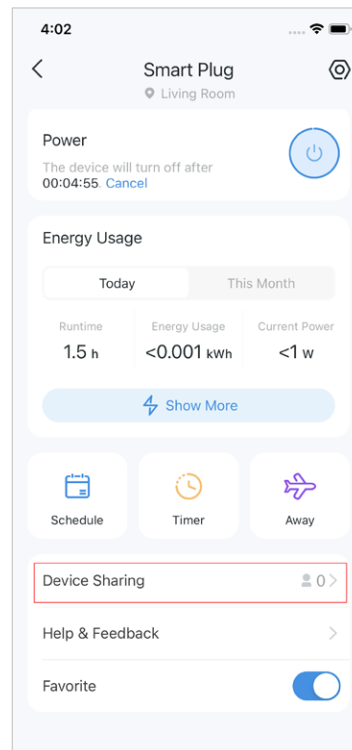 4:02
Smart Plug
Living Room
Power
The device will turn off after
00:04:55. Cancel
Energy Usage
Today This Month
Runtime Energy Usage Current Power
1.5 h <0.001 kWh <1 w
Show More
Schedule Timer Away
Device Sharing 0
Help & Feedback
Favorite